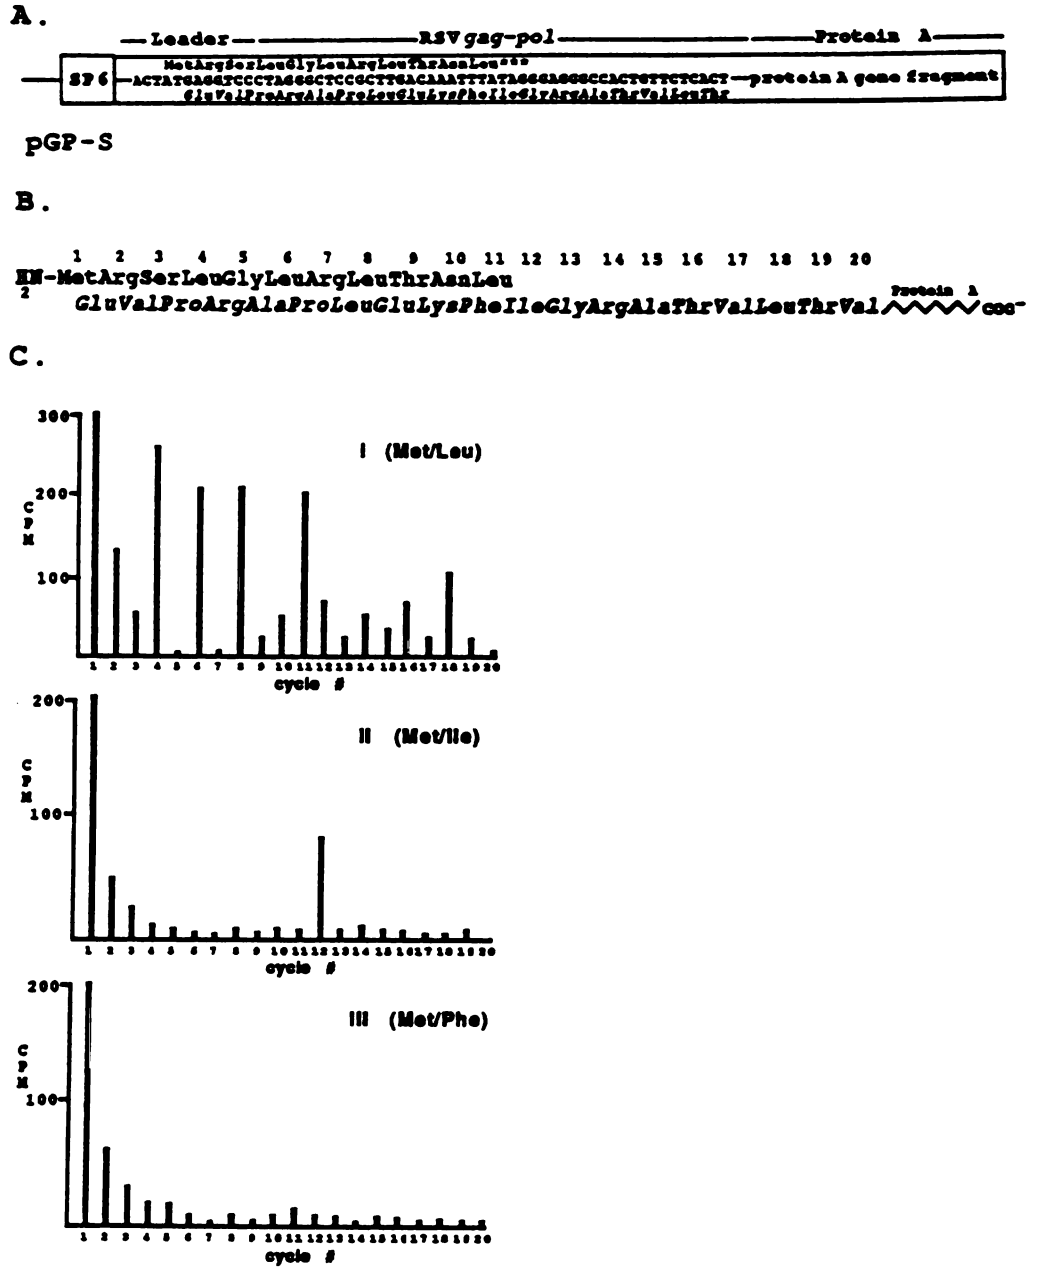 A.
Leader RSV gag-pol Protein A
MetArgSerLeuGlyLeuArgLeuThrAsnLeu***
SP6 protein A gene fragment
GluValProArgAlaProLeuGluLysPheIleGlyArgAlaThrValLeuThr
pGP-S
B.
1 2 3 4 5 6 7 8 9 10 11 12 13 14 15 16 17 18 19 20
HN-MetArgSerLeuGlyLeuArgLeuThrAsnLeu
2
GluValProArgAlaProLeuGluLysPheIleGlyArgAlaThrValLeuThrVal Protein A COO-
C.
300
200
100
CPM
I (Met/Leu)
1 2 3 4 5 6 7 8 9 10 11 12 13 14 15 16 17 18 19 20
cycle #
200
100
CPM
II (Met/Ile)
1 2 3 4 5 6 7 8 9 10 11 12 13 14 15 16 17 18 19 20
cycle #
200
100
CPM
III (Met/Phe)
1 2 3 4 5 6 7 8 9 10 11 12 13 14 15 16 17 18 19 20
cycle #